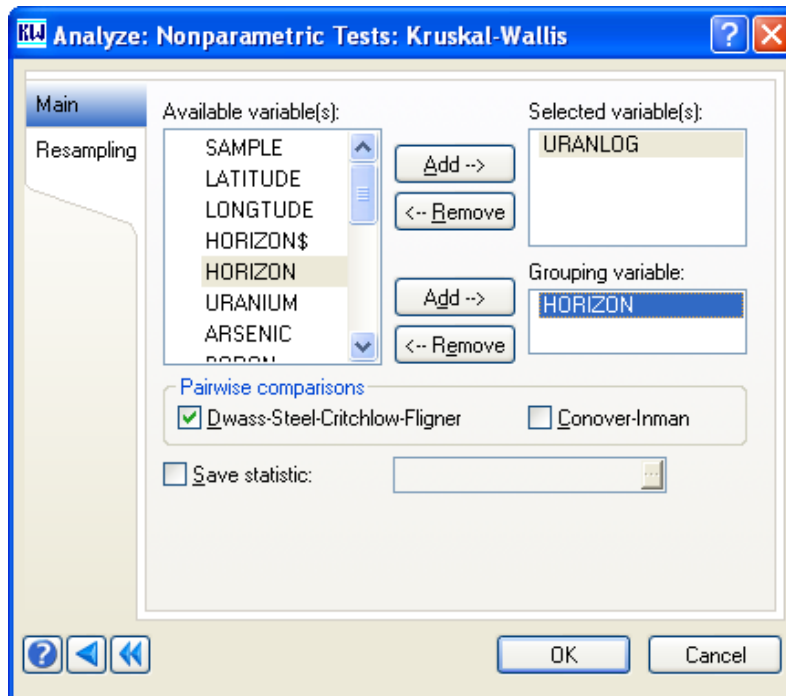 KW Analyze: Nonparametric Tests: Kruskal-Wallis
Main
Resampling
Available variable(s):
SAMPLE
LATITUDE
LONGTUDE
HORIZON$
HORIZON
URANIUM
ARSENIC
Add -->
<-- Remove
Selected variable(s):
URANLOG
Add -->
<-- Remove
Grouping variable:
HORIZON
Pairwise comparisons
Dwass-Steel-Critchlow-Fligner
Conover-Inman
Save statistic:
...
OK
Cancel